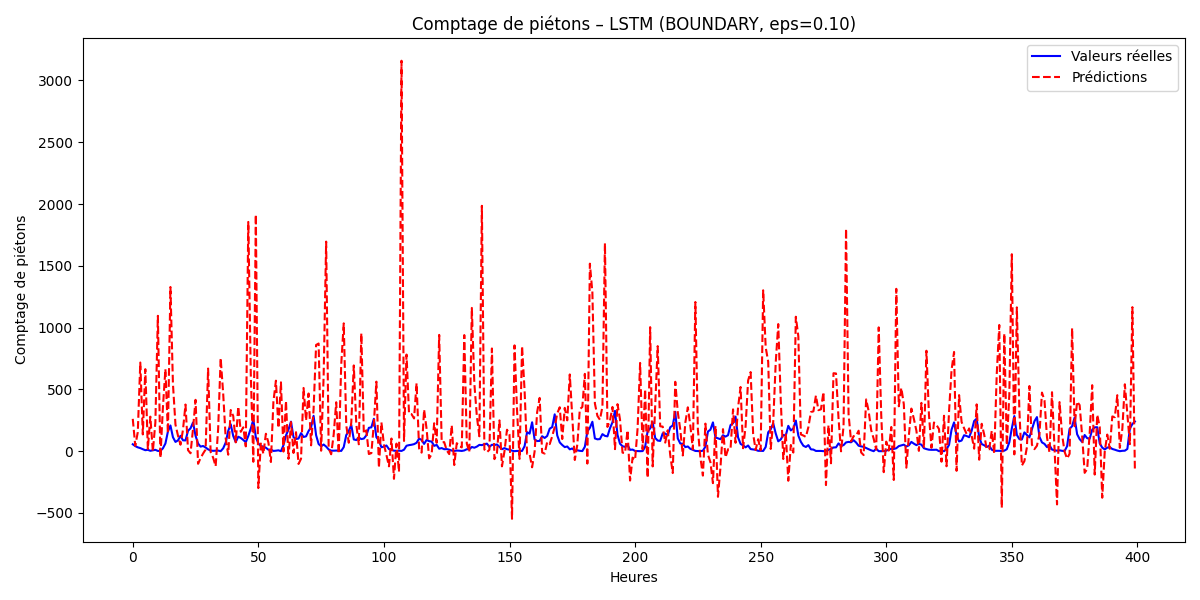 Comptage de piétons – LSTM (BOUNDARY, eps=0.10)
Valeurs réelles
Prédictions
Comptage de piétons
3000
2500
2000
1500
1000
500
0
−500
0 50 100 150 200 250 300 350 400
Heures